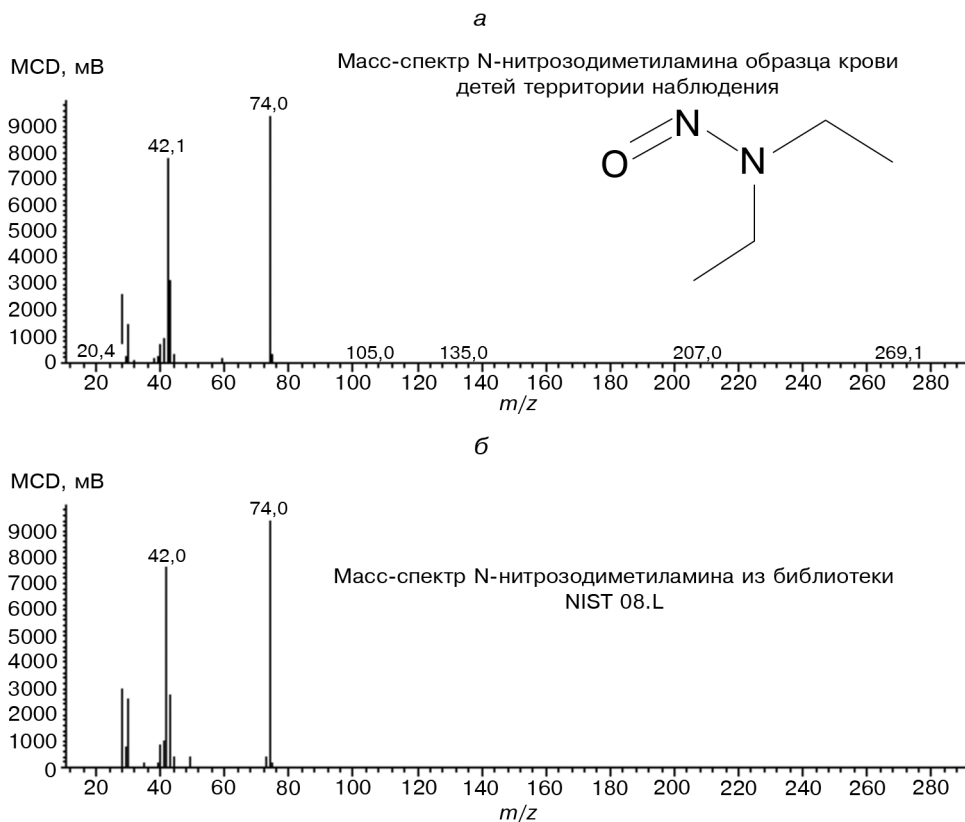 а
MCD, мВ
Масс-спектр N-нитрозодиметиламина образца крови
детей территории наблюдения
74,0
42,1
9000
8000
7000
6000
5000
4000
3000
2000
1000
0
N
O
N
20,4
105,0
135,0
207,0
269,1
20 40 60 80 100 120 140 160 180 200 220 240 260 280
m/z
б
MCD, мВ
74,0
42,0
Масс-спектр N-нитрозодиметиламина из библиотеки
NIST 08.L
9000
8000
7000
6000
5000
4000
3000
2000
1000
0
20 40 60 80 100 120 140 160 180 200 220 240 260 280
m/z